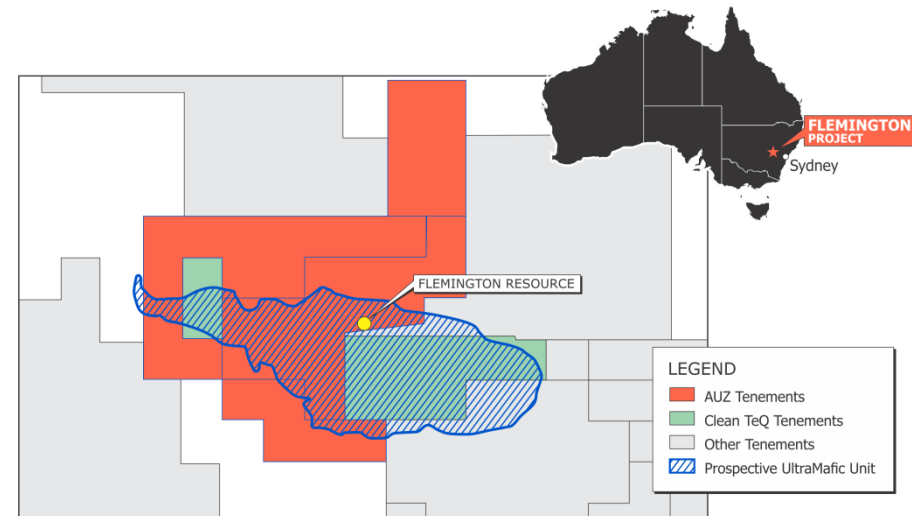 FLEMINGTON
PROJECT
Sydney
FLEMINGTON RESOURCE
LEGEND
AUZ Tenements
Clean TeQ Tenements
Other Tenements
Prospective UltraMafic Unit